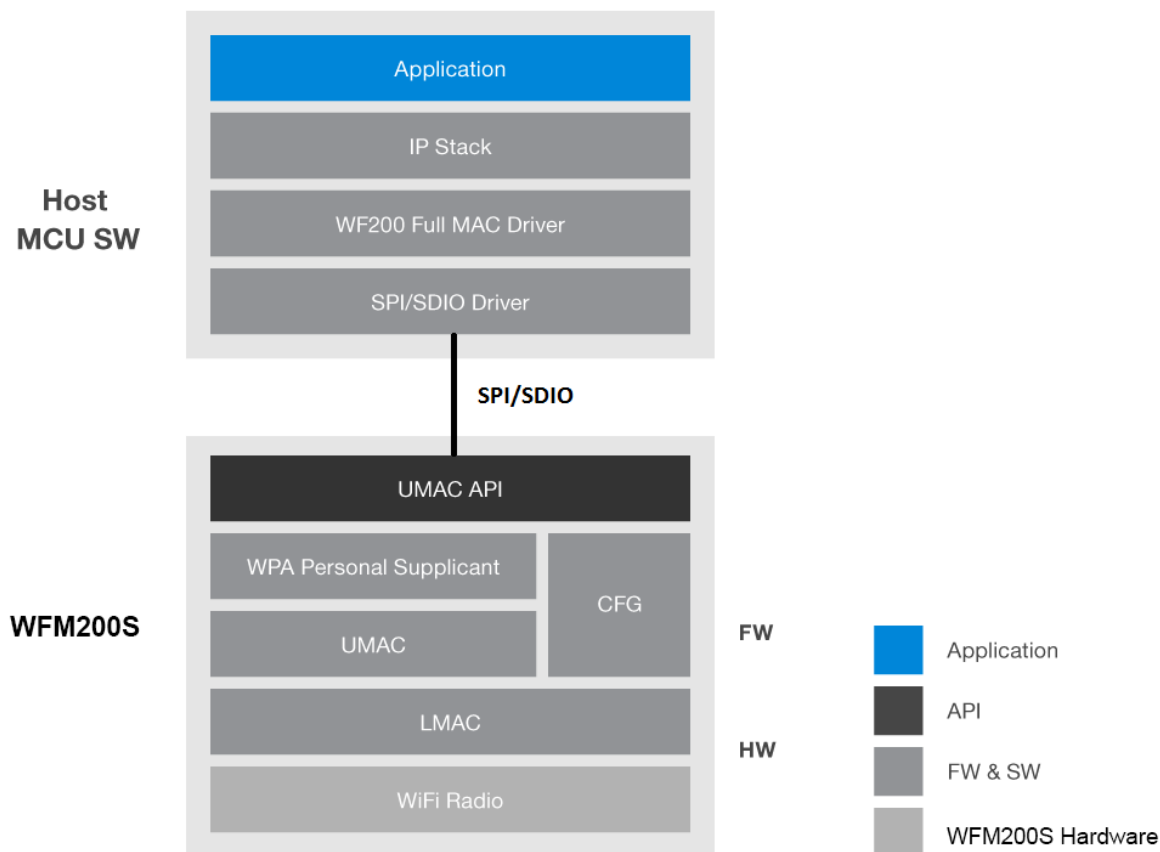 Application
IP Stack
Host
MCU SW
WF200 Full MAC Driver
SPI/SDIO Driver
SPI/SDIO
UMAC API
WPA Personal Supplicant
CFG
WFM200S
UMAC
FW
LMAC
HW
WiFi Radio
Application
API
FW & SW
WFM200S Hardware